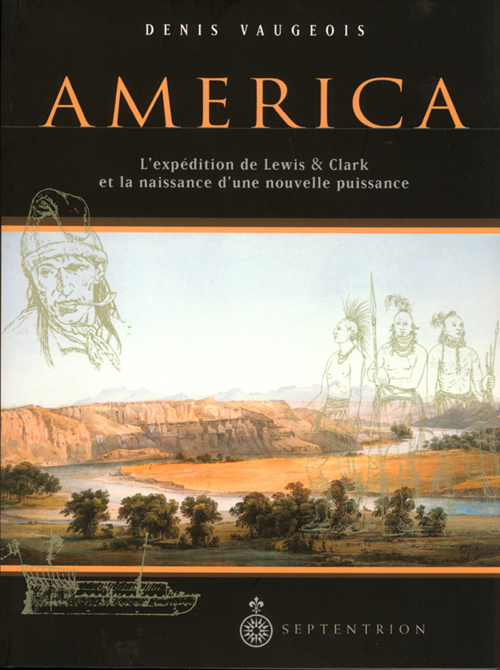 DENIS VAUGEOIS
AMERICA
L'expédition de Lewis & Clark
et la naissance d'une nouvelle puissance
SEPTENTRION